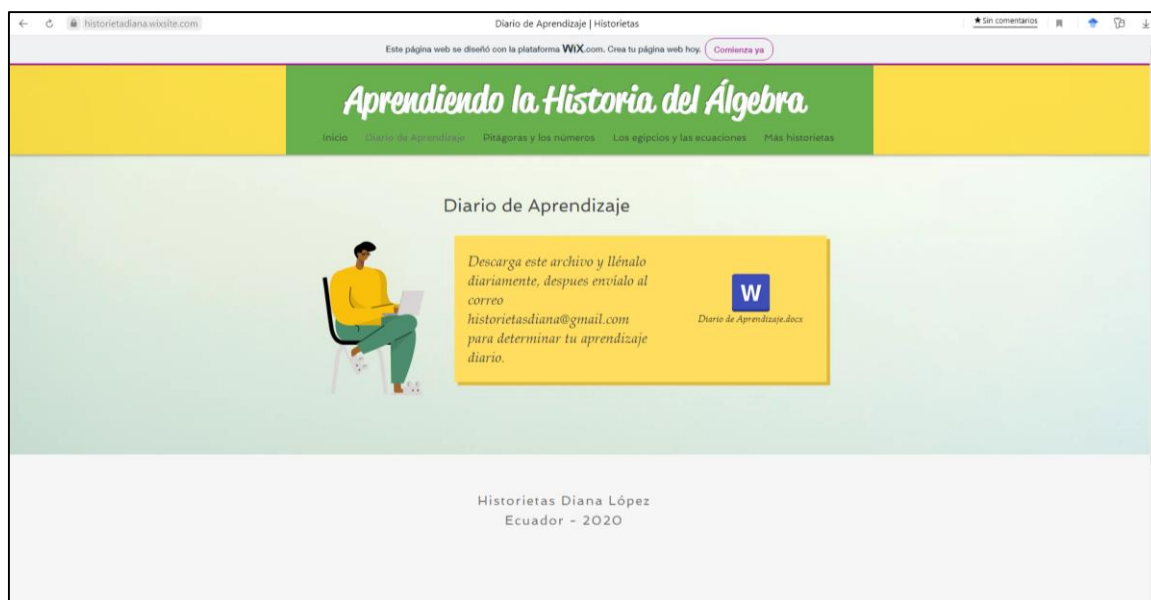 historietadiana.wixsite.com
Diario de Aprendizaje | Historietas
★ Sin comentarios
Este página web se diseñó con la plataforma WiX.com. Crea tu página web hoy.
Comienza ya
Aprendiendo la Historia del Álgebra
Inicio Diario de Aprendizaje Pitágoras y los números Los egipcios y las ecuaciones Más historietas
Diario de Aprendizaje
Descarga este archivo y llénalo
diariamente, despues envíalo al
correo
historietasdiana@gmail.com
para determinar tu aprendizaje
diario.
W
Diario de Aprendizaje.docx
Historietas Diana López
Ecuador - 2020